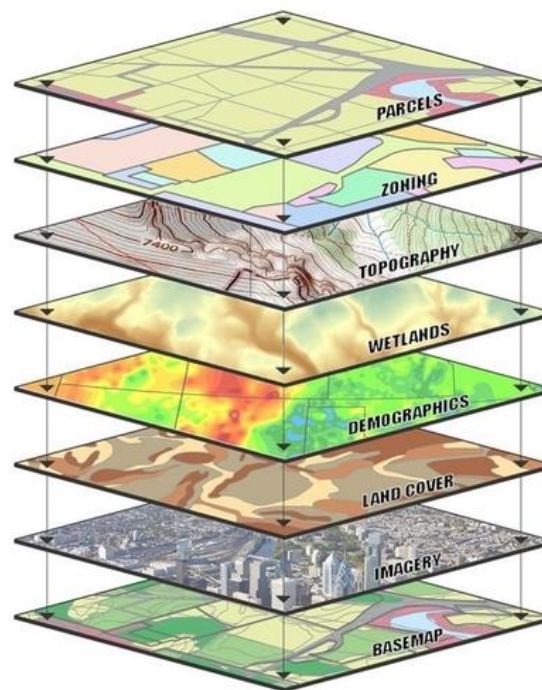 PARCELS
ZONING
7400
TOPOGRAPHY
WETLANDS
DEMOGRAPHICS
LAND COVER
IMAGERY
BASEMAP